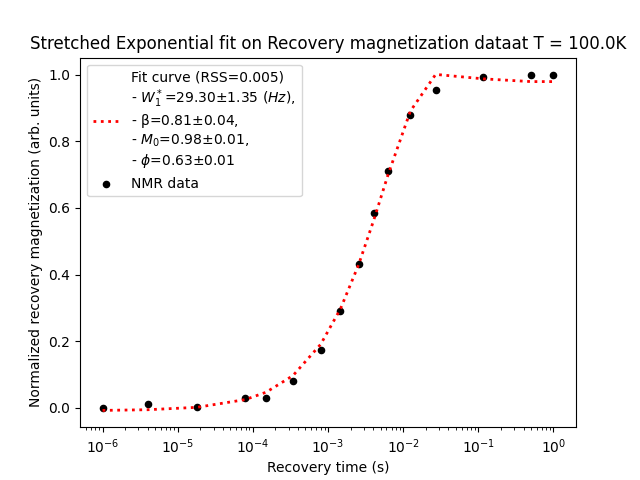 Stretched Exponential fit on Recovery magnetization dataat T = 100.0K
Normalized recovery magnetization (arb. units)
1.0
0.8
0.6
0.4
0.2
0.0
Fit curve (RSS=0.005)
- W₁*=29.30±1.35 (Hz),
- β=0.81±0.04,
- M₀=0.98±0.01,
- ϕ=0.63±0.01
NMR data
10⁻⁶ 10⁻⁵ 10⁻⁴ 10⁻³ 10⁻² 10⁻¹ 10⁰
Recovery time (s)